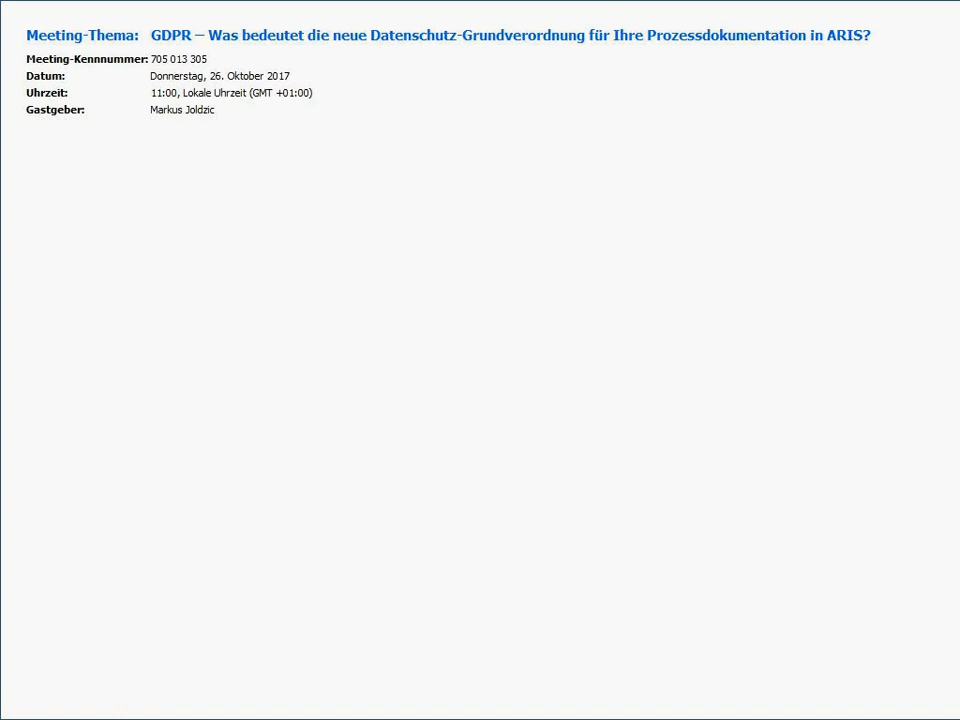 Meeting-Thema: GDPR – Was bedeutet die neue Datenschutz-Grundverordnung für Ihre Prozessdokumentation in ARIS?
Meeting-Kennnummer: 705 013 305
Datum: Donnerstag, 26. Oktober 2017
Uhrzeit: 11:00, Lokale Uhrzeit (GMT +01:00)
Gastgeber: Markus Joldzic